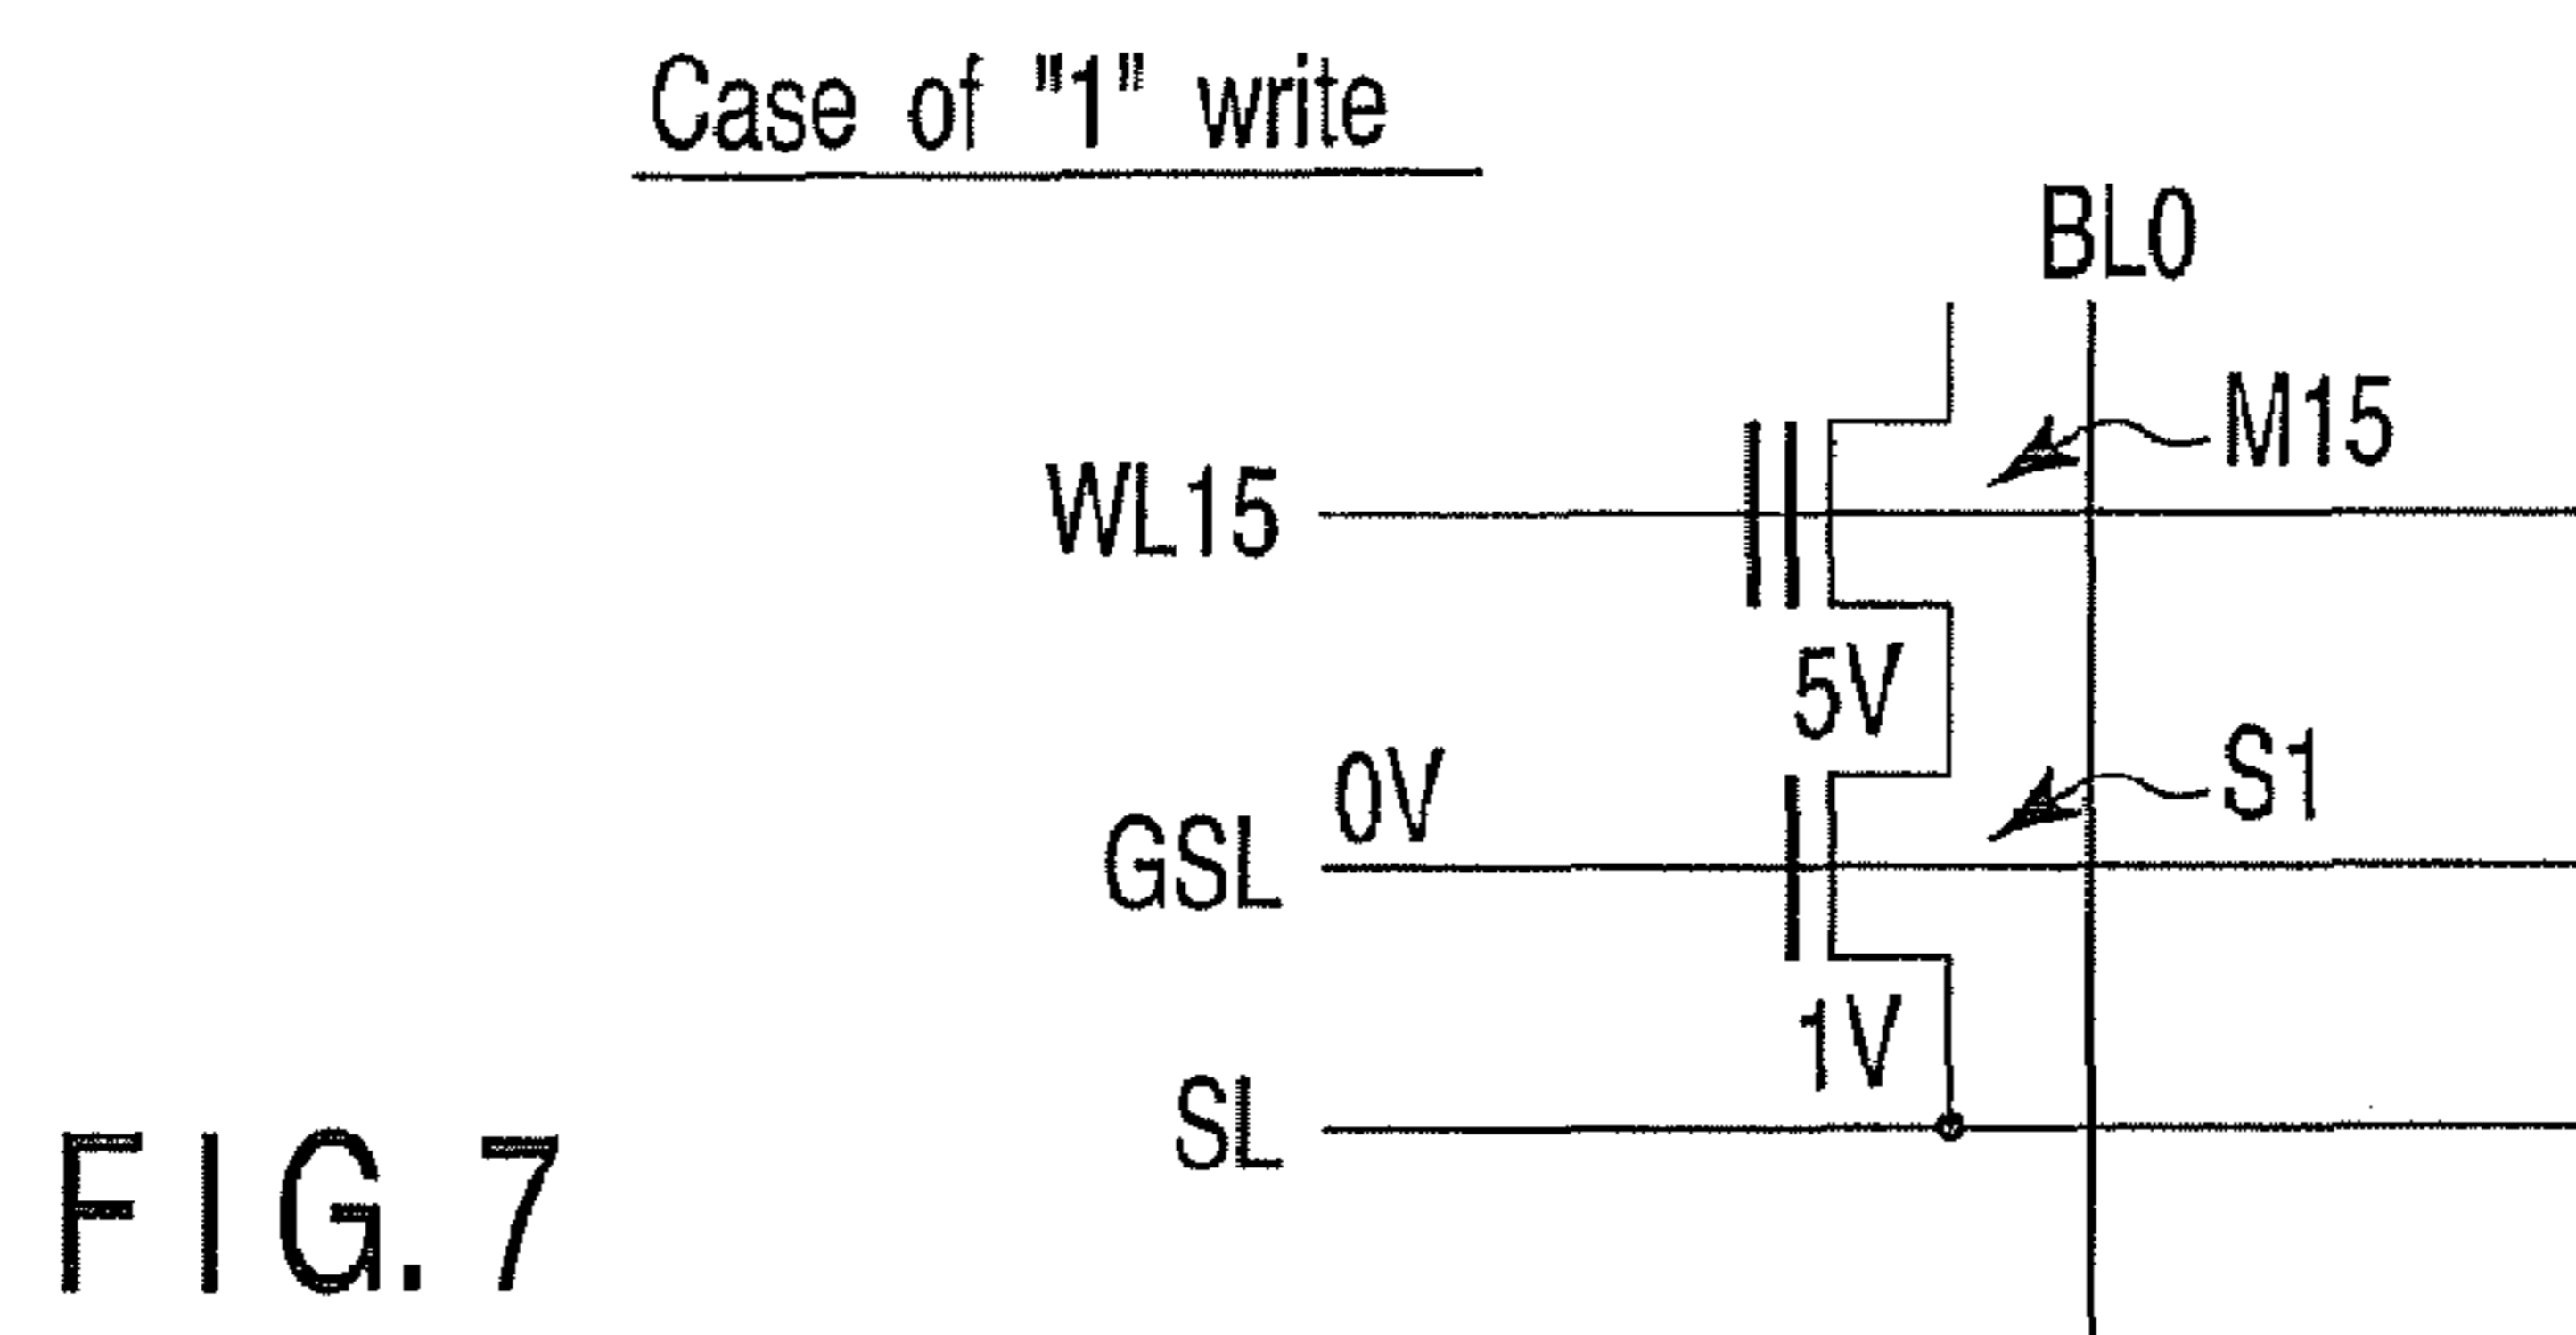 Case of "1" write
BL0
M15
WL15
5V
0V
S1
GSL
1V
SL
FIG. 7